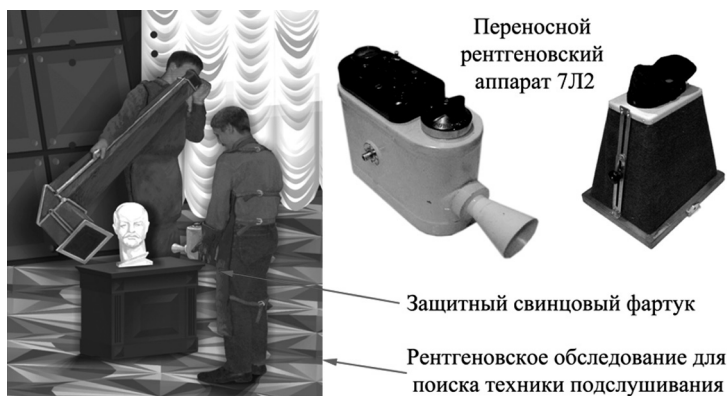 Переносной
рентгеновский
аппарат 7Л2
Защитный свинцовый фартук
Рентгеновское обследование для
поиска техники подслушивания